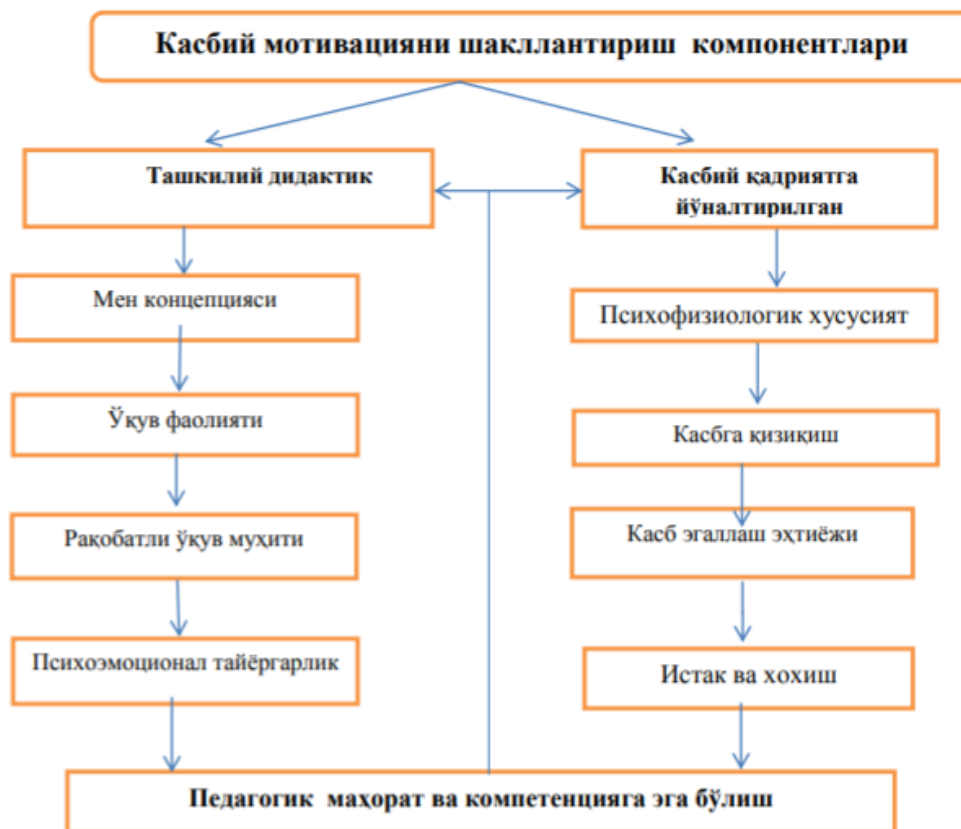 Касбий мотивацияни шакллантириш компонентлари
Ташкилий дидактик
Касбий қадриятга
йўналтирилган
Мен концепцияси
Психофизиологик хусусият
Ўқув фаолияти
Касбга қизиқиш
Рақобатли ўқув муҳити
Касб эгаллаш эҳтиёжи
Психоэмоционал тайёргарлик
Истак ва хохиш
Педагогик маҳорат ва компетенцияга эга бўлиш